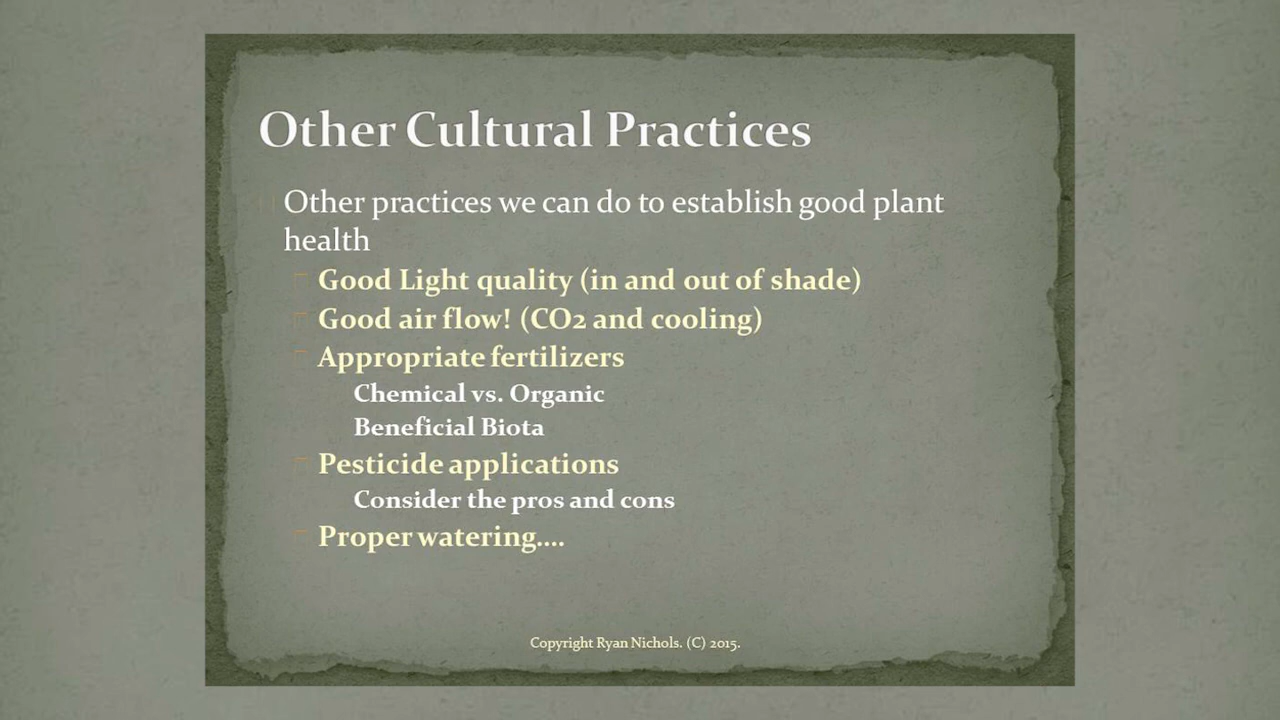 Other Cultural Practices
Other practices we can do to establish good plant
health
Good Light quality (in and out of shade)
Good air flow! (CO2 and cooling)
Appropriate fertilizers
Chemical vs. Organic
Beneficial Biota
Pesticide applications
Consider the pros and cons
Proper watering....
Copyright Ryan Nichols. (C) 2015.